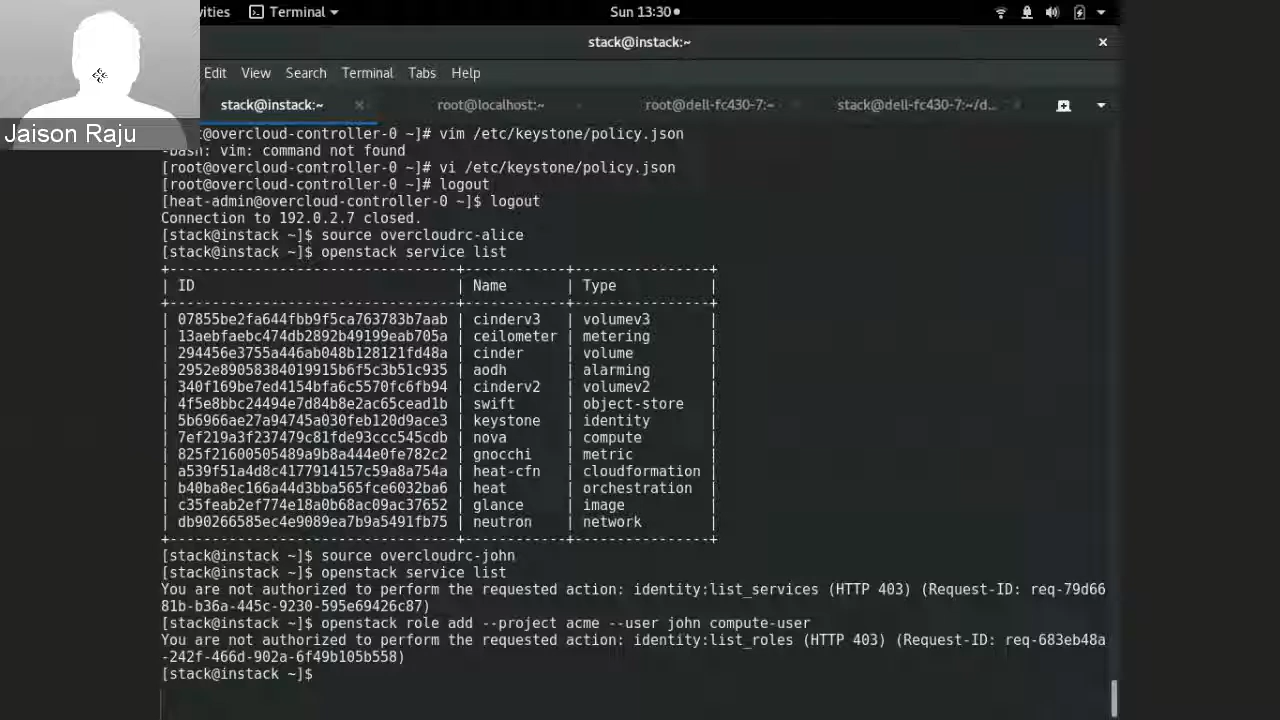 vities Terminal Sun 13:30
stack@instack:~
Edit View Search Terminal Tabs Help
stack@instack:~ root@localhost:~ root@dell-fc430-7:~ stack@dell-fc430-7:~/d...
Jaison Raju
t@overcloud-controller-0 ~]# vim /etc/keystone/policy.json
-bash: vim: command not found
[root@overcloud-controller-0 ~]# vi /etc/keystone/policy.json
[root@overcloud-controller-0 ~]# logout
[heat-admin@overcloud-controller-0 ~]$ logout
Connection to 192.0.2.7 closed.
[stack@instack ~]$ source overcloudrc-alice
[stack@instack ~]$ openstack service list
+----------------------------------+------------+----------------+
| ID | Name | Type |
+----------------------------------+------------+----------------+
| 07855be2fa644fbb9f5ca763783b7aab | cinderv3 | volumev3 |
| 13aebfaebc474db2892b49199eab705a | ceilometer | metering |
| 294456e3755a446ab048b128121fd48a | cinder | volume |
| 2952e89058384019915b6f5c3b51c935 | aodh | alarming |
| 340f169be7ed4154bfa6c5570fc6fb94 | cinderv2 | volumev2 |
| 4f5e8bbc24494e7d84b8e2ac65cead1b | swift | object-store |
| 5b6966ae27a94745a030feb120d9ace3 | keystone | identity |
| 7ef219a3f237479c81fde93ccc545cdb | nova | compute |
| 825f21600505489a9b8a444e0fe782c2 | gnocchi | metric |
| a539f51a4d8c4177914157c59a8a754a | heat-cfn | cloudformation |
| b40ba8ec166a44d3bba565fce6032ba6 | heat | orchestration |
| c35feab2ef774e18a0b68ac09ac37652 | glance | image |
| db90266585ec4e9089ea7b9a5491fb75 | neutron | network |
+----------------------------------+------------+----------------+
[stack@instack ~]$ source overcloudrc-john
[stack@instack ~]$ openstack service list
You are not authorized to perform the requested action: identity:list_services (HTTP 403) (Request-ID: req-79d66
81b-b36a-445c-9230-595e69426c87)
[stack@instack ~]$ openstack role add --project acme --user john compute-user
You are not authorized to perform the requested action: identity:list_roles (HTTP 403) (Request-ID: req-683eb48a
-242f-466d-902a-6f49b105b558)
[stack@instack ~]$